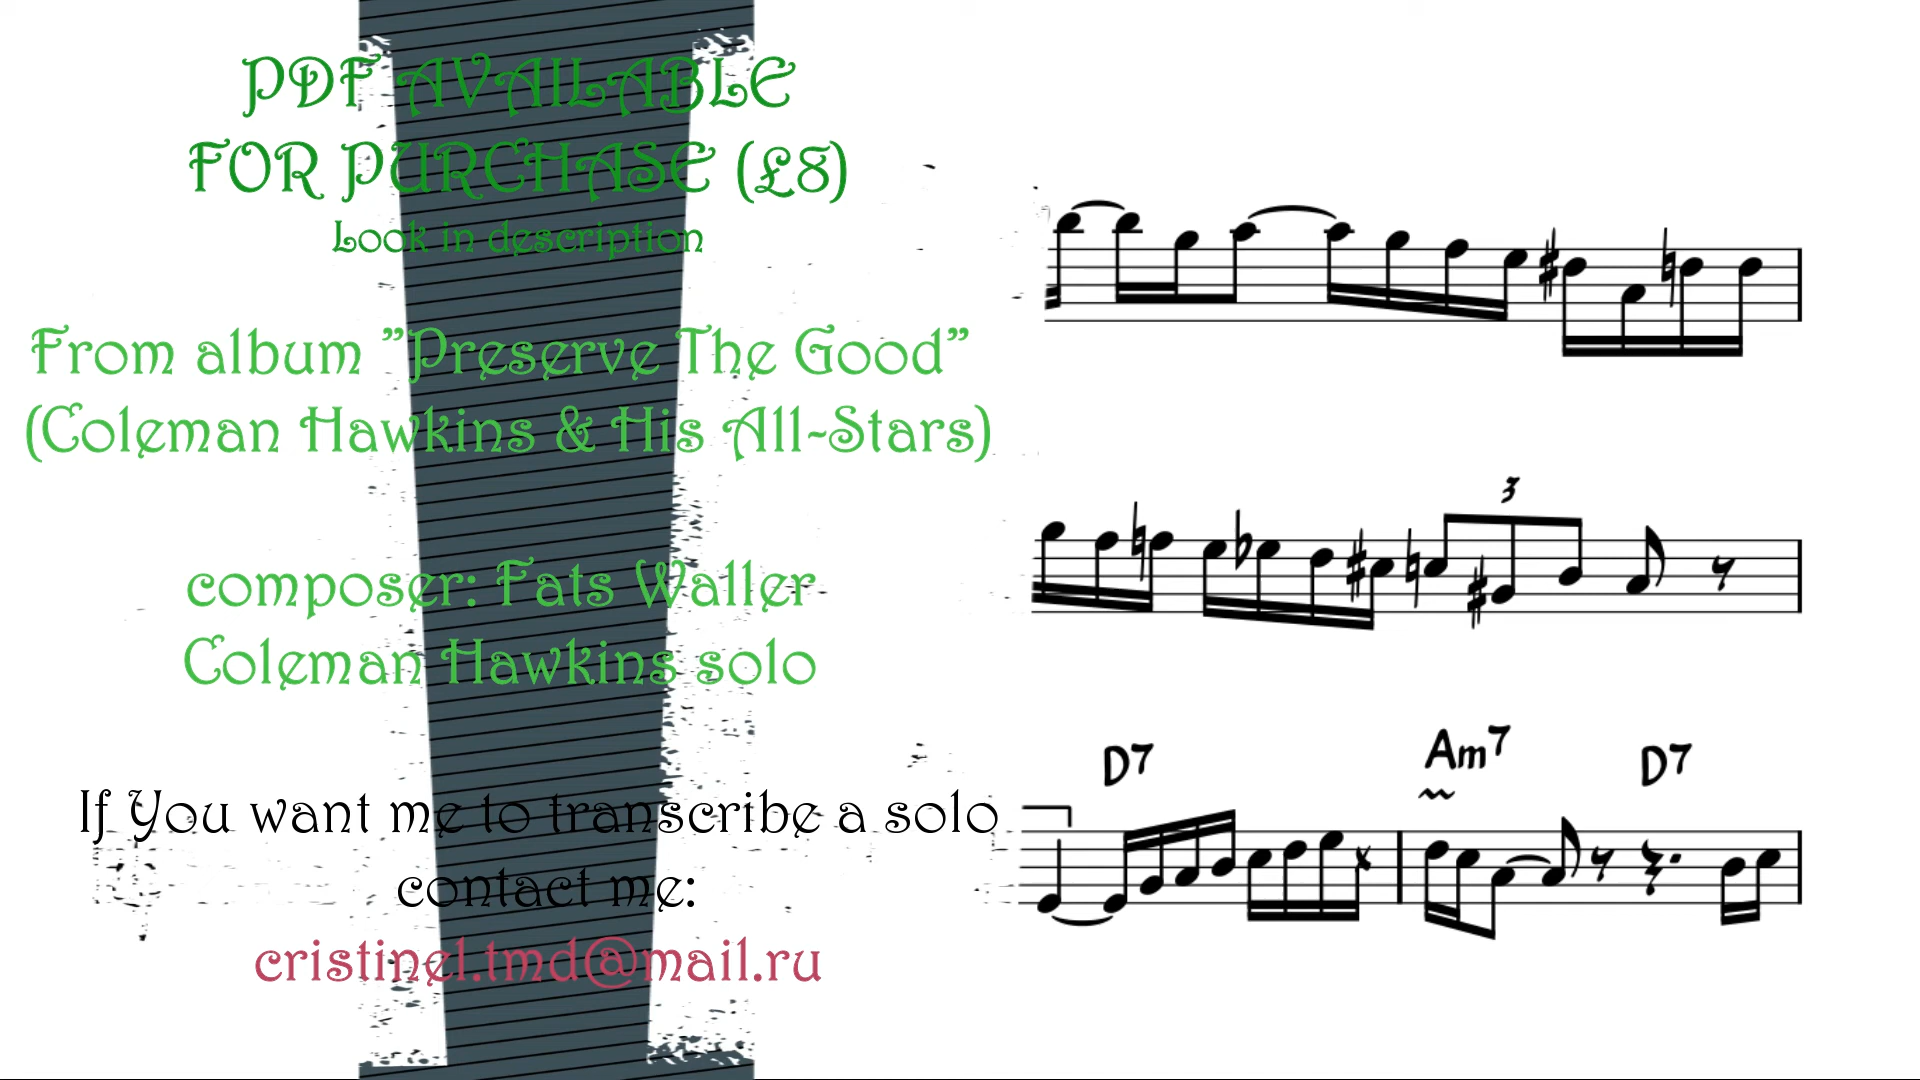 PDF AVAILABLE
FOR PURCHASE (£8)
Look in description
From album "Preserve The Good"
(Coleman Hawkins & His All-Stars)
composer: Fats Waller
Coleman Hawkins solo
If You want me to transcribe a solo
contact me:
cristinel.tmd@mail.ru
3
D7 Am7 D7